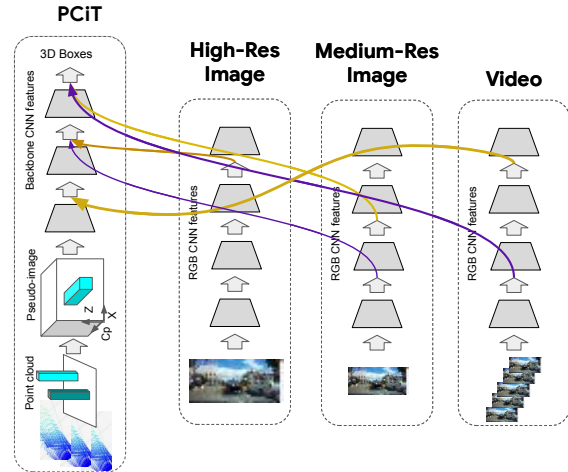 PCiT
High-Res
Image
Medium-Res
Image
Video
3D Boxes
Backbone CNN features
RGB CNN features
RGB CNN features
RGB CNN features
Pseudo-image
Z
X
Cp
Point cloud